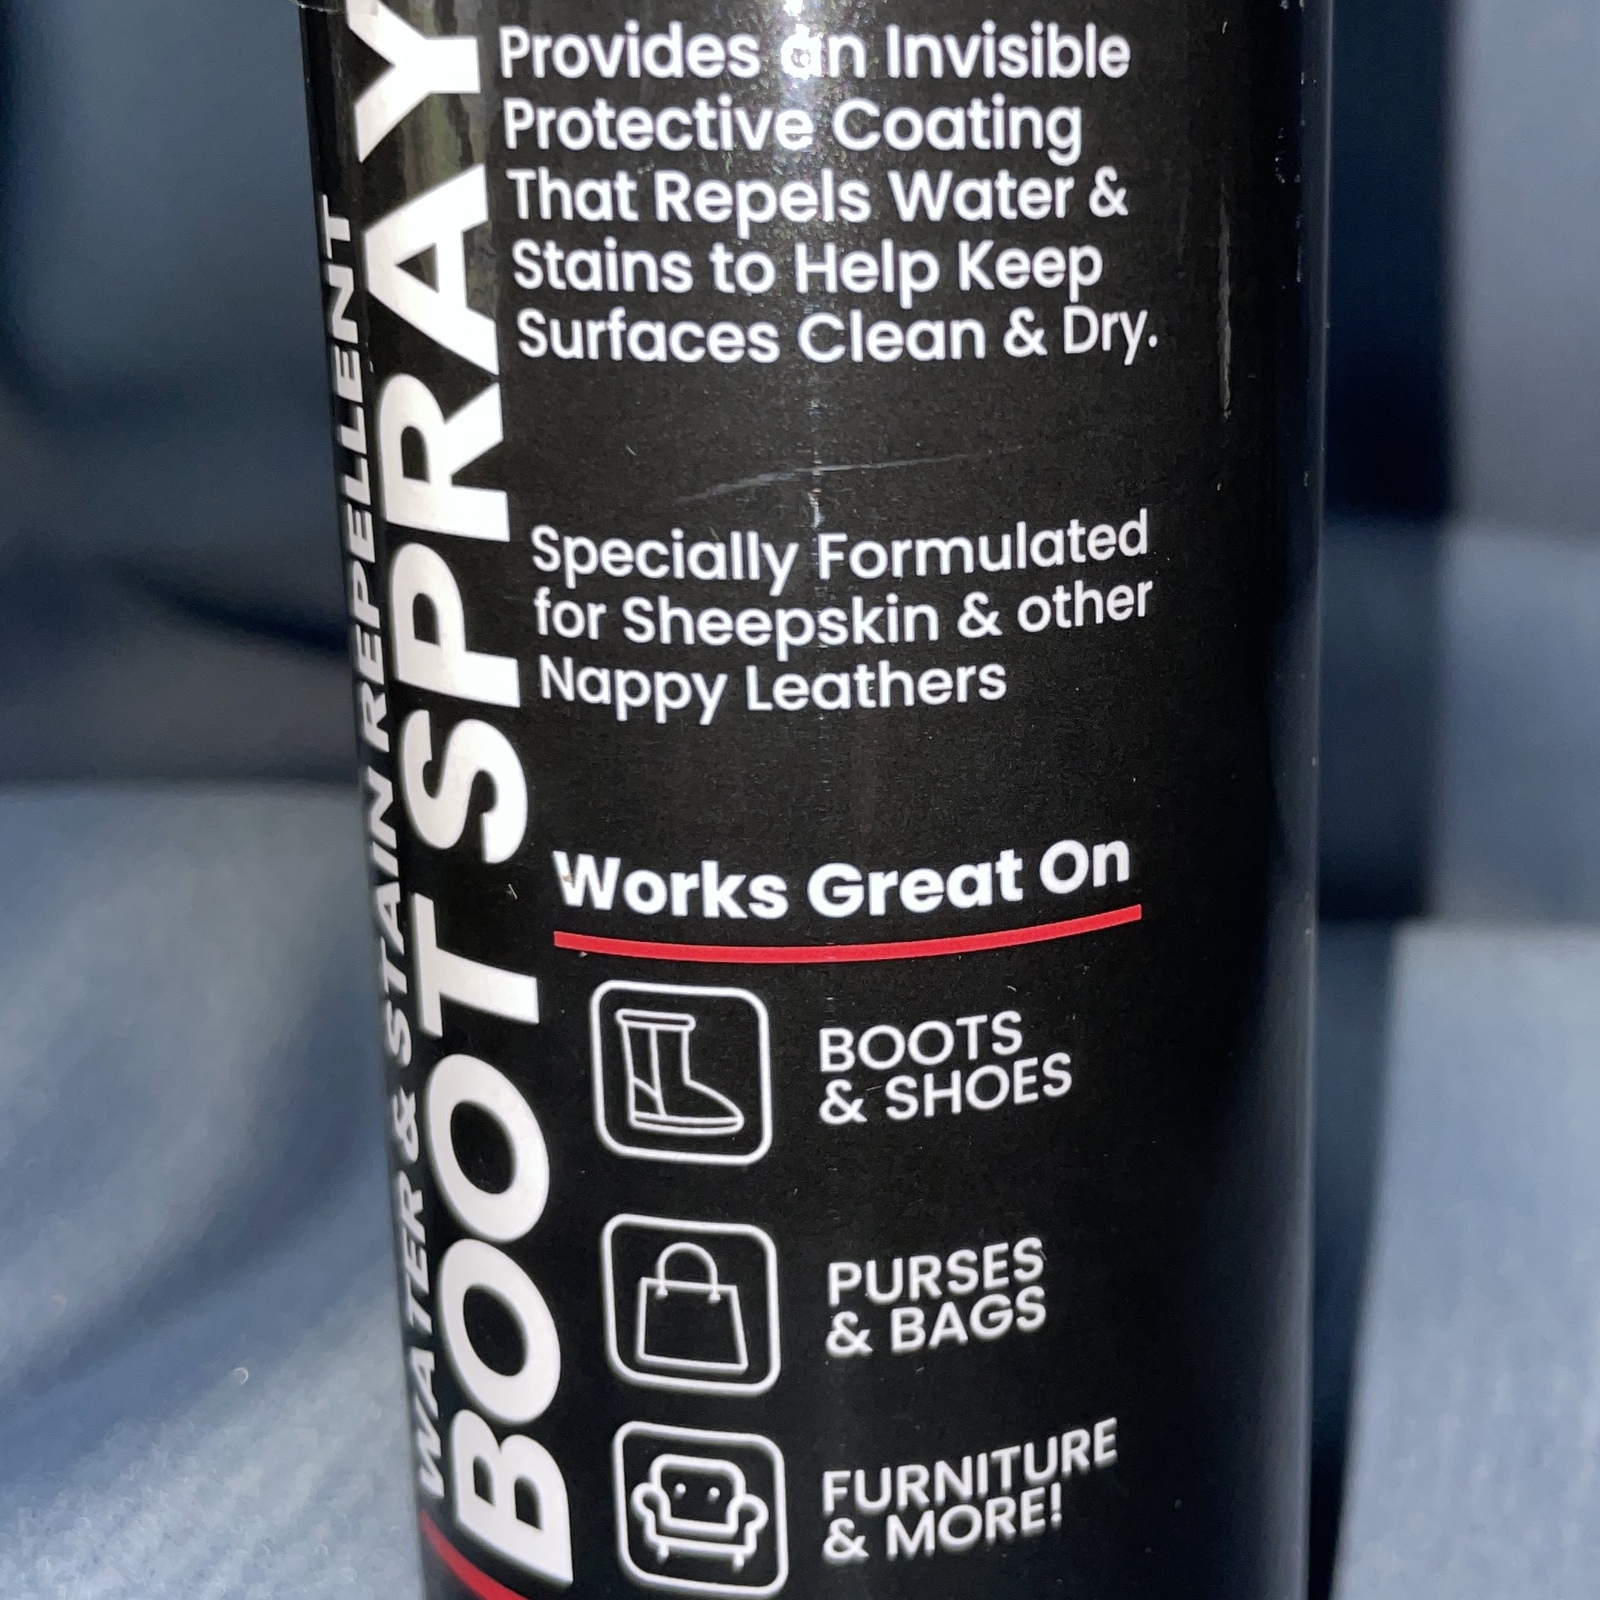 WATER & STAIN REPELLENT
BOOT SPRAY
Provides an Invisible
Protective Coating
That Repels Water &
Stains to Help Keep
Surfaces Clean & Dry.
Specially Formulated
for Sheepskin & other
Nappy Leathers
Works Great On
BOOTS
& SHOES
PURSES
& BAGS
FURNITURE
& MORE!